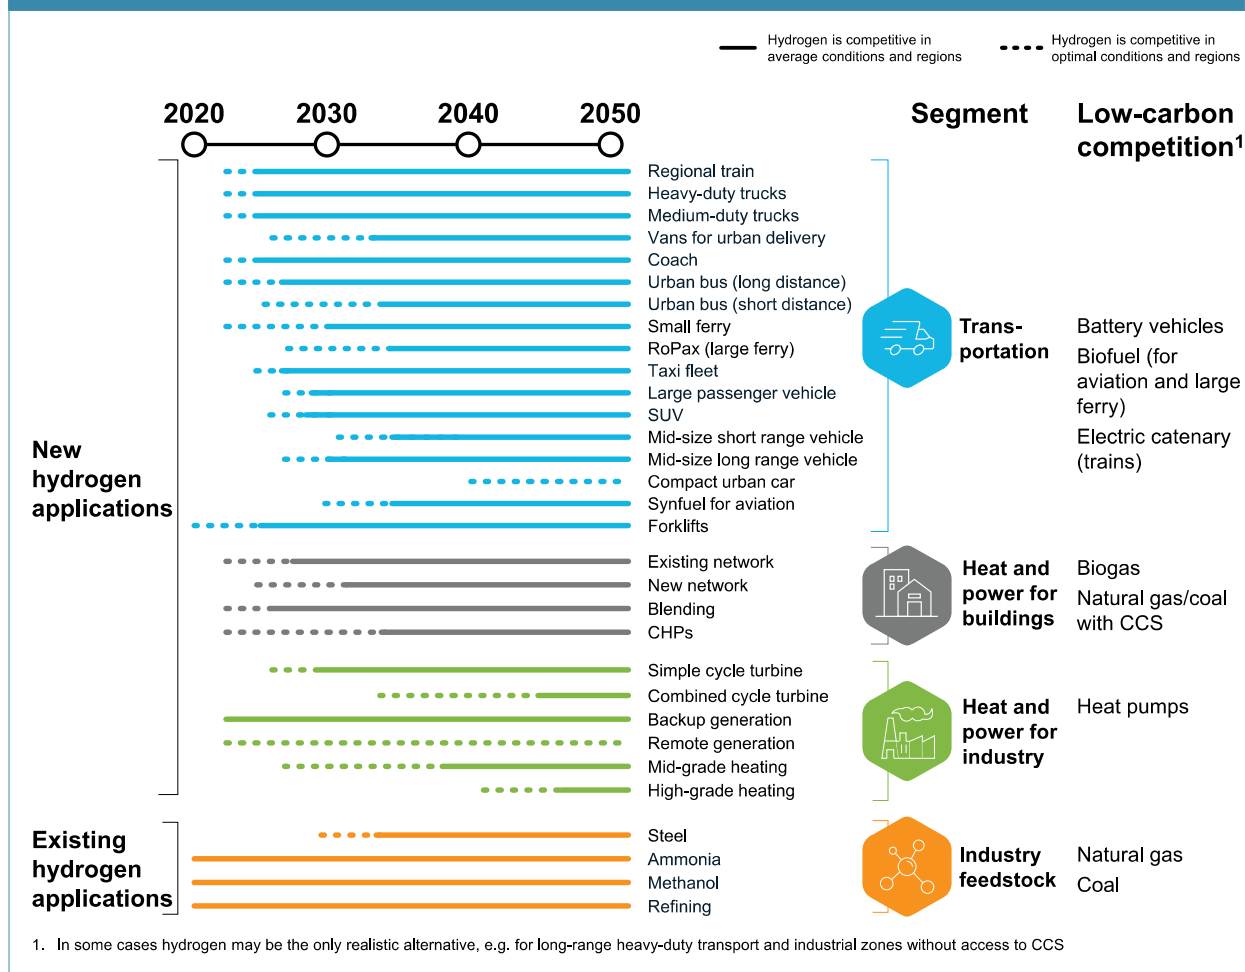 Hydrogen is competitive in
average conditions and regions
Hydrogen is competitive in
optimal conditions and regions
2020
2030
2040
2050
Segment
Low-carbon
competition1
New
hydrogen
applications
Regional train
Heavy-duty trucks
Medium-duty trucks
Vans for urban delivery
Coach
Urban bus (long distance)
Urban bus (short distance)
Small ferry
RoPax (large ferry)
Taxi fleet
Large passenger vehicle
SUV
Mid-size short range vehicle
Mid-size long range vehicle
Compact urban car
Synfuel for aviation
Forklifts
Trans-
portation
Battery vehicles
Biofuel (for
aviation and large
ferry)
Electric catenary
(trains)
Existing network
New network
Blending
CHPs
Heat and
power for
buildings
Biogas
Natural gas/coal
with CCS
Simple cycle turbine
Combined cycle turbine
Backup generation
Remote generation
Mid-grade heating
High-grade heating
Heat and
power for
industry
Heat pumps
Existing
hydrogen
applications
Steel
Ammonia
Methanol
Refining
Industry
feedstock
Natural gas
Coal
1. In some cases hydrogen may be the only realistic alternative, e.g. for long-range heavy-duty transport and industrial zones without access to CCS